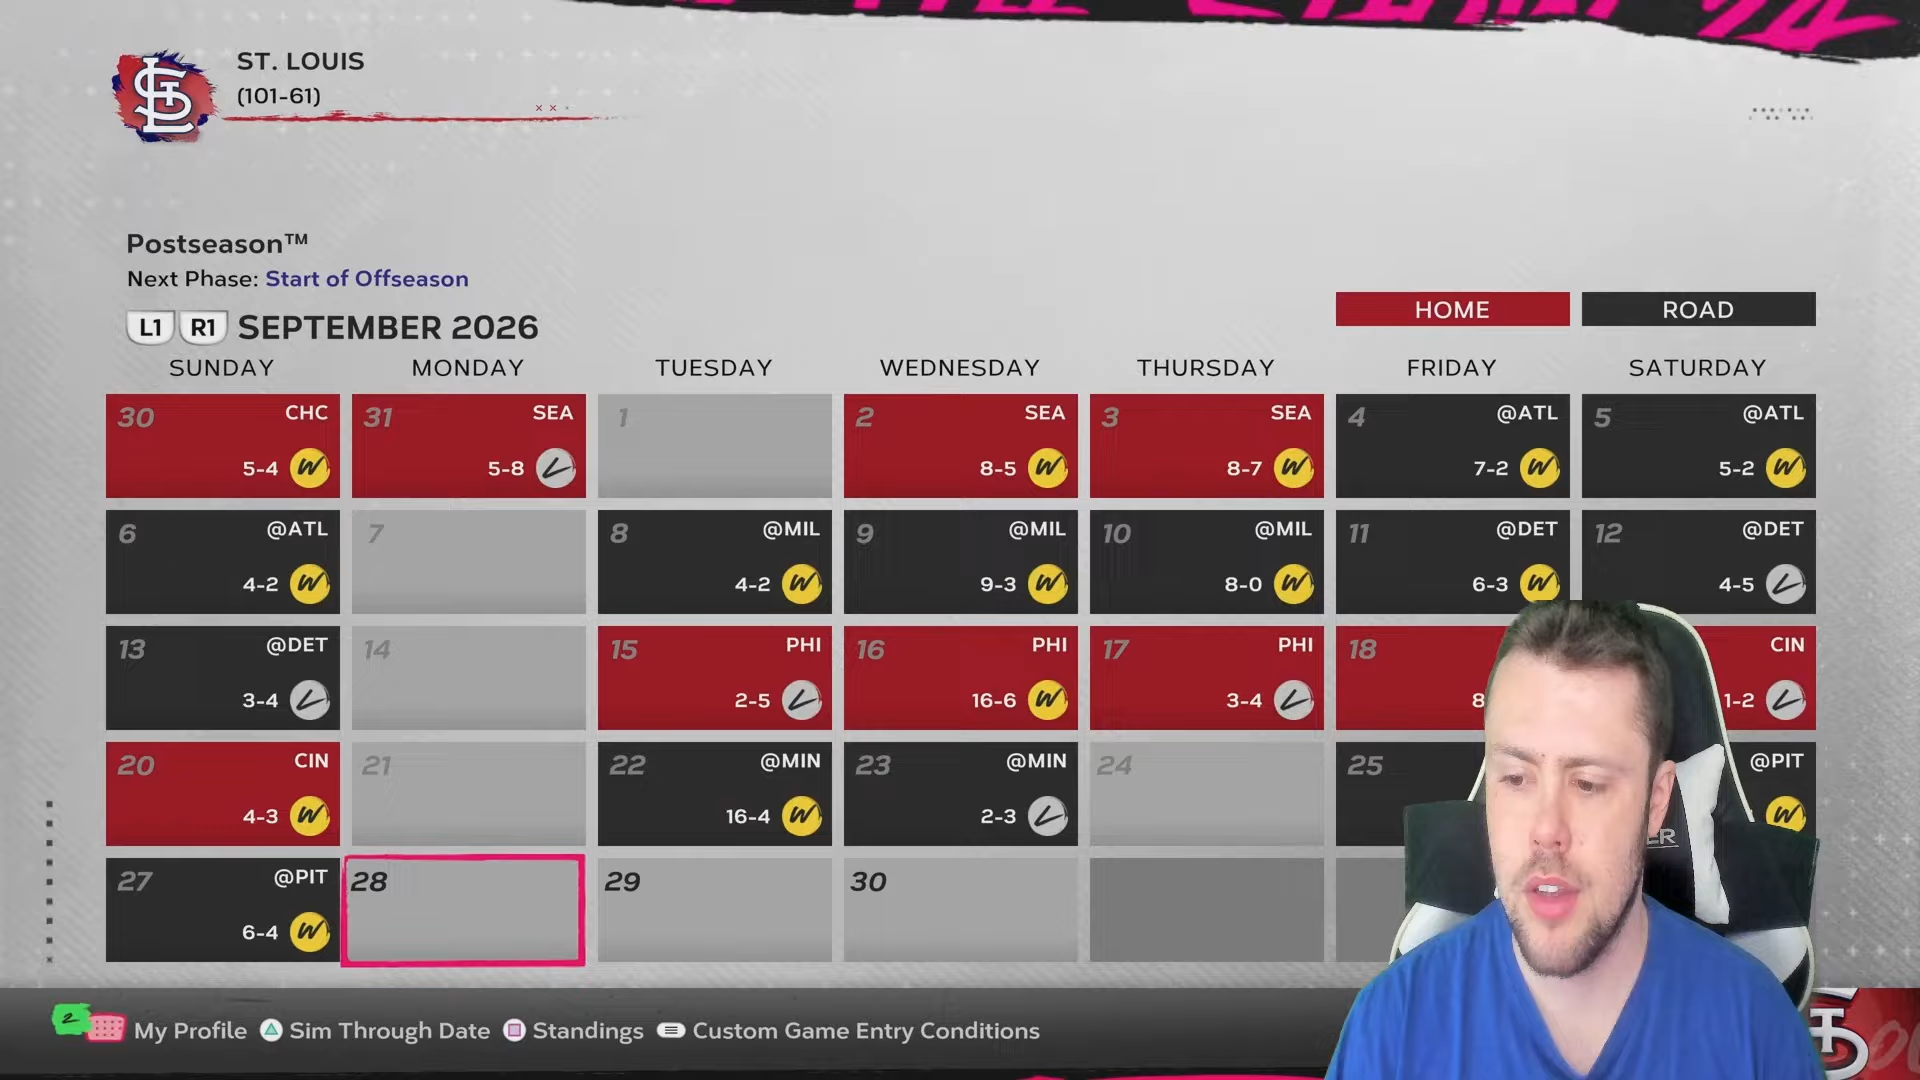 ST. LOUIS
(101-61)
Postseason™
Next Phase: Start of Offseason
L1 R1 SEPTEMBER 2026
HOME ROAD
SUNDAY MONDAY TUESDAY WEDNESDAY THURSDAY FRIDAY SATURDAY
30 CHC 31 SEA 1 2 SEA 3 SEA 4 @ATL 5 @ATL
5-4 W 5-8 L 8-5 W 8-7 W 7-2 W 5-2 W
6 @ATL 7 8 @MIL 9 @MIL 10 @MIL 11 @DET 12 @DET
4-2 W 4-2 W 9-3 W 8-0 W 6-3 W 4-5 L
13 @DET 14 15 PHI 16 PHI 17 PHI 18 CIN
3-4 L 2-5 L 16-6 W 3-4 L 8 1-2 L
20 CIN 21 22 @MIN 23 @MIN 24 25 @PIT
4-3 W 16-4 W 2-3 L W
27 @PIT 28 29 30
6-4 W
2 My Profile Sim Through Date Standings Custom Game Entry Conditions